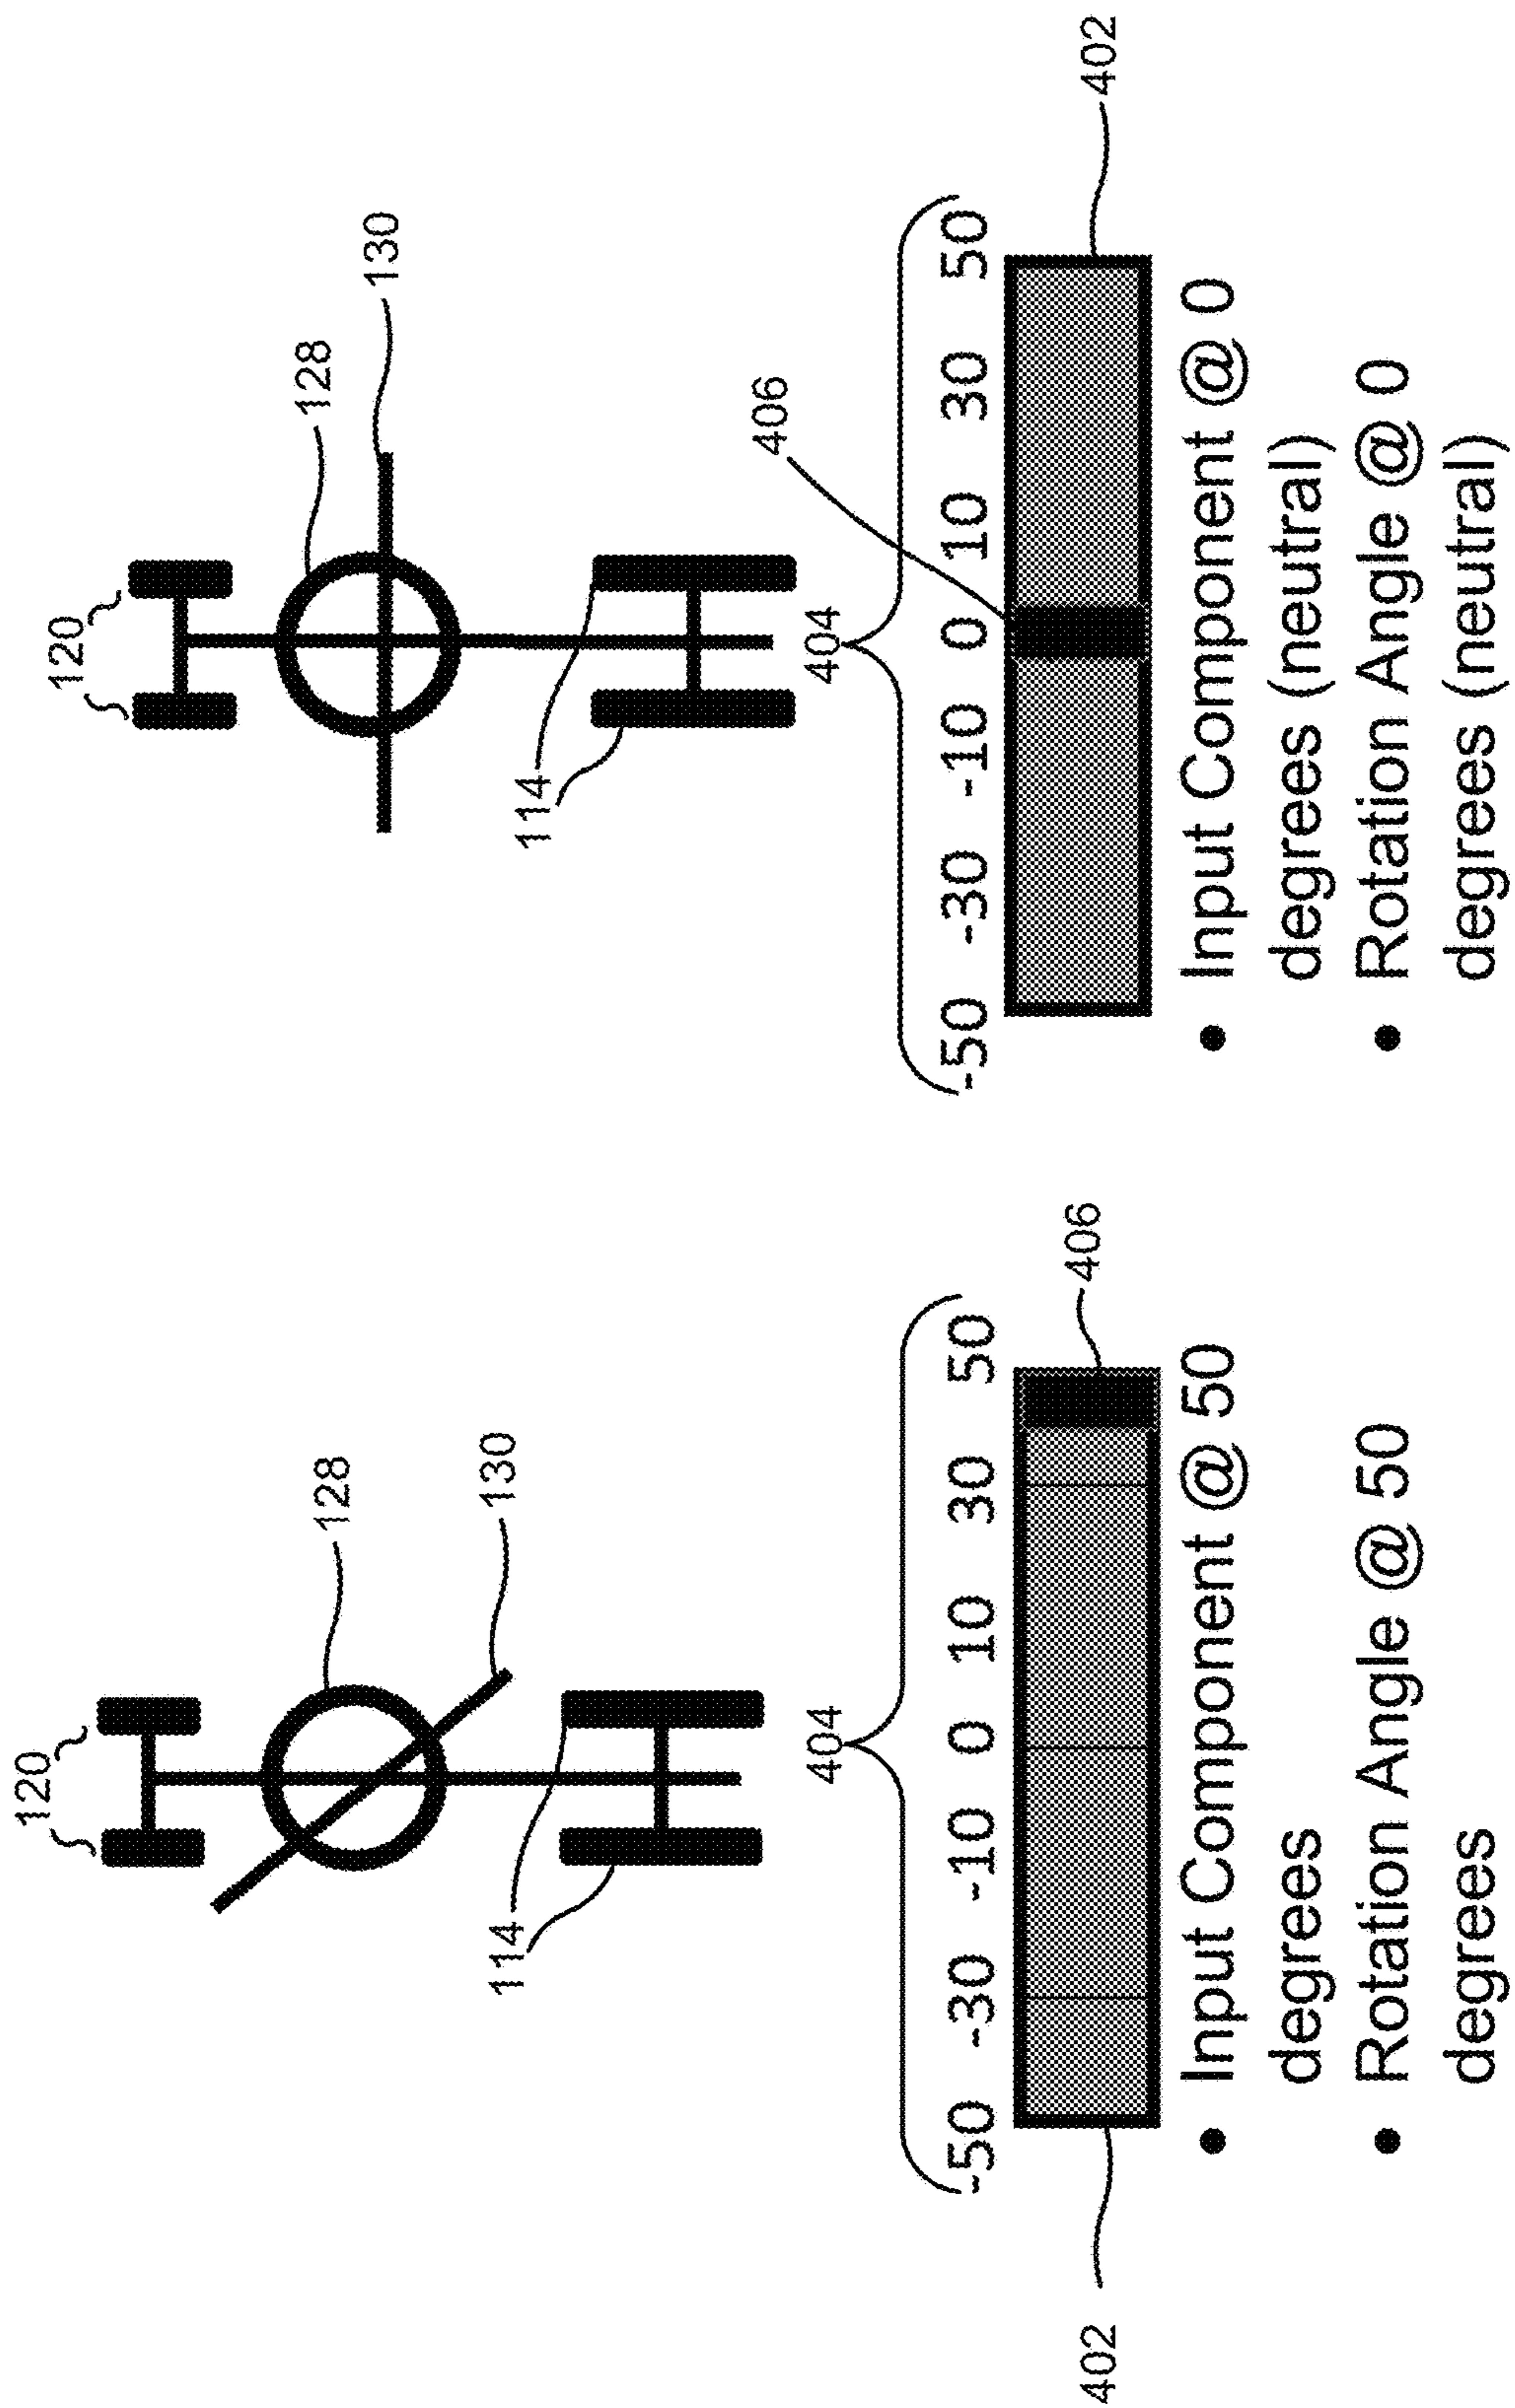 120
128
130
114
404
-50 -30 -10 0 10 30 50
406
402
• Input Component @ 50
degrees
• Rotation Angle @ 50
degrees
120
128
130
114
406
404
-50 -30 -10 0 10 30 50
402
• Input Component @ 0
degrees (neutral)
• Rotation Angle @ 0
degrees (neutral)